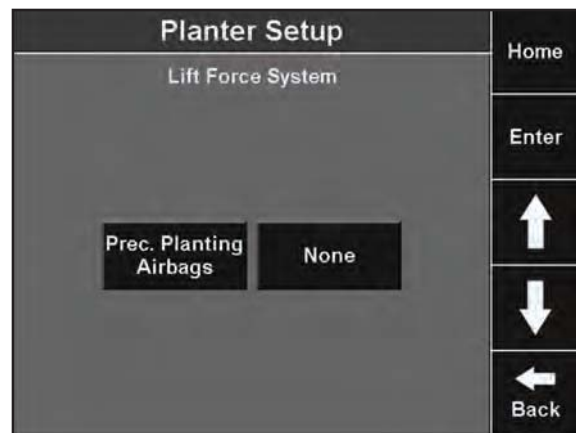 Planter Setup
Lift Force System
Prec. Planting
Airbags
None
Home
Enter
Back